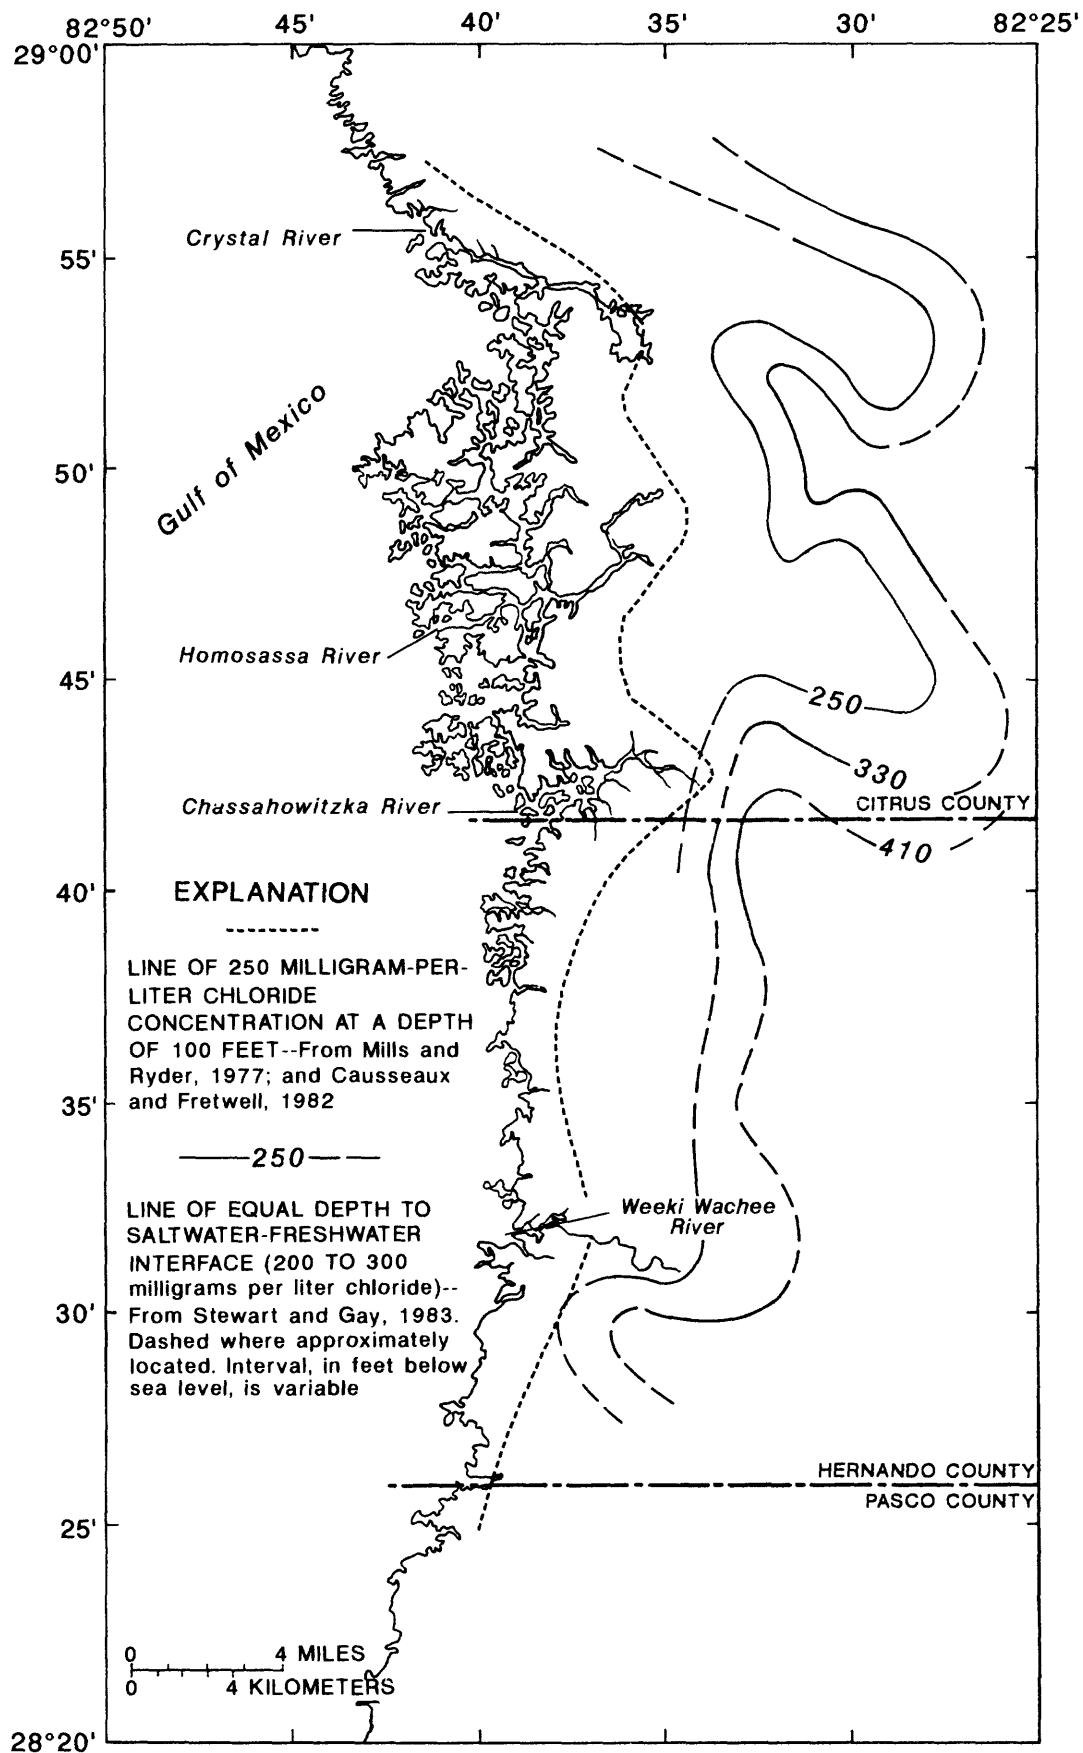 82°50' 45' 40' 35' 30' 82°25'
29°00'
Crystal River
55'
Gulf of Mexico
50'
Homosassa River
45'
250
330
Chassahowitzka River
CITRUS COUNTY
410
40'
EXPLANATION
LINE OF 250 MILLIGRAM-PER-
LITER CHLORIDE
CONCENTRATION AT A DEPTH
OF 100 FEET--From Mills and
Ryder, 1977; and Causseaux
and Fretwell, 1982
35'
250
LINE OF EQUAL DEPTH TO
SALTWATER-FRESHWATER
INTERFACE (200 TO 300
milligrams per liter chloride)--
From Stewart and Gay, 1983.
Dashed where approximately
located. Interval, in feet below
sea level, is variable
Weeki Wachee
River
30'
HERNANDO COUNTY
PASCO COUNTY
25'
0 4 MILES
0 4 KILOMETERS
28°20'